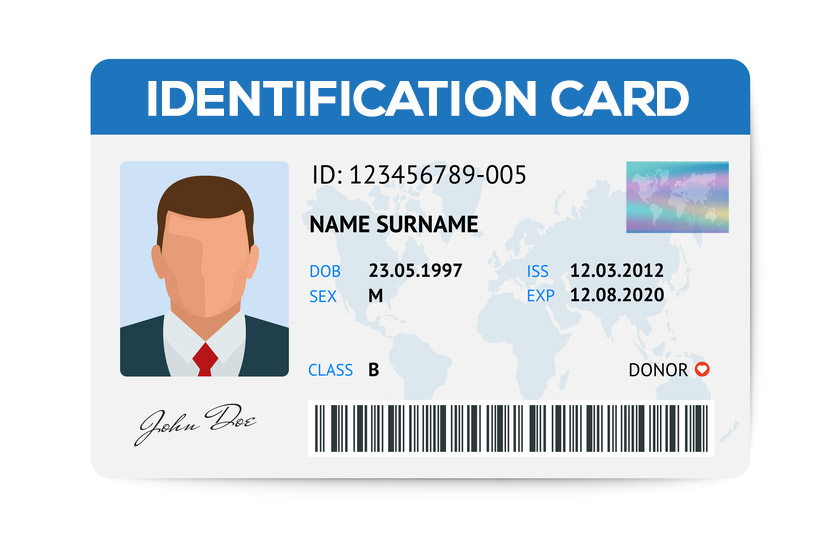 IDENTIFICATION CARD
ID: 123456789-005
NAME SURNAME
DOB 23.05.1997 ISS 12.03.2012
SEX M EXP 12.08.2020
CLASS B DONOR
John Doe